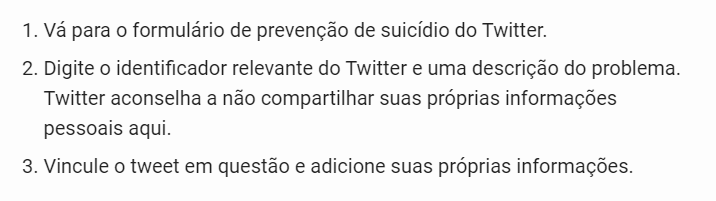 1. Vá para o formulário de prevenção de suicídio do Twitter.
2. Digite o identificador relevante do Twitter e uma descrição do problema.
Twitter aconselha a não compartilhar suas próprias informações
pessoais aqui.
3. Vincule o tweet em questão e adicione suas próprias informações.